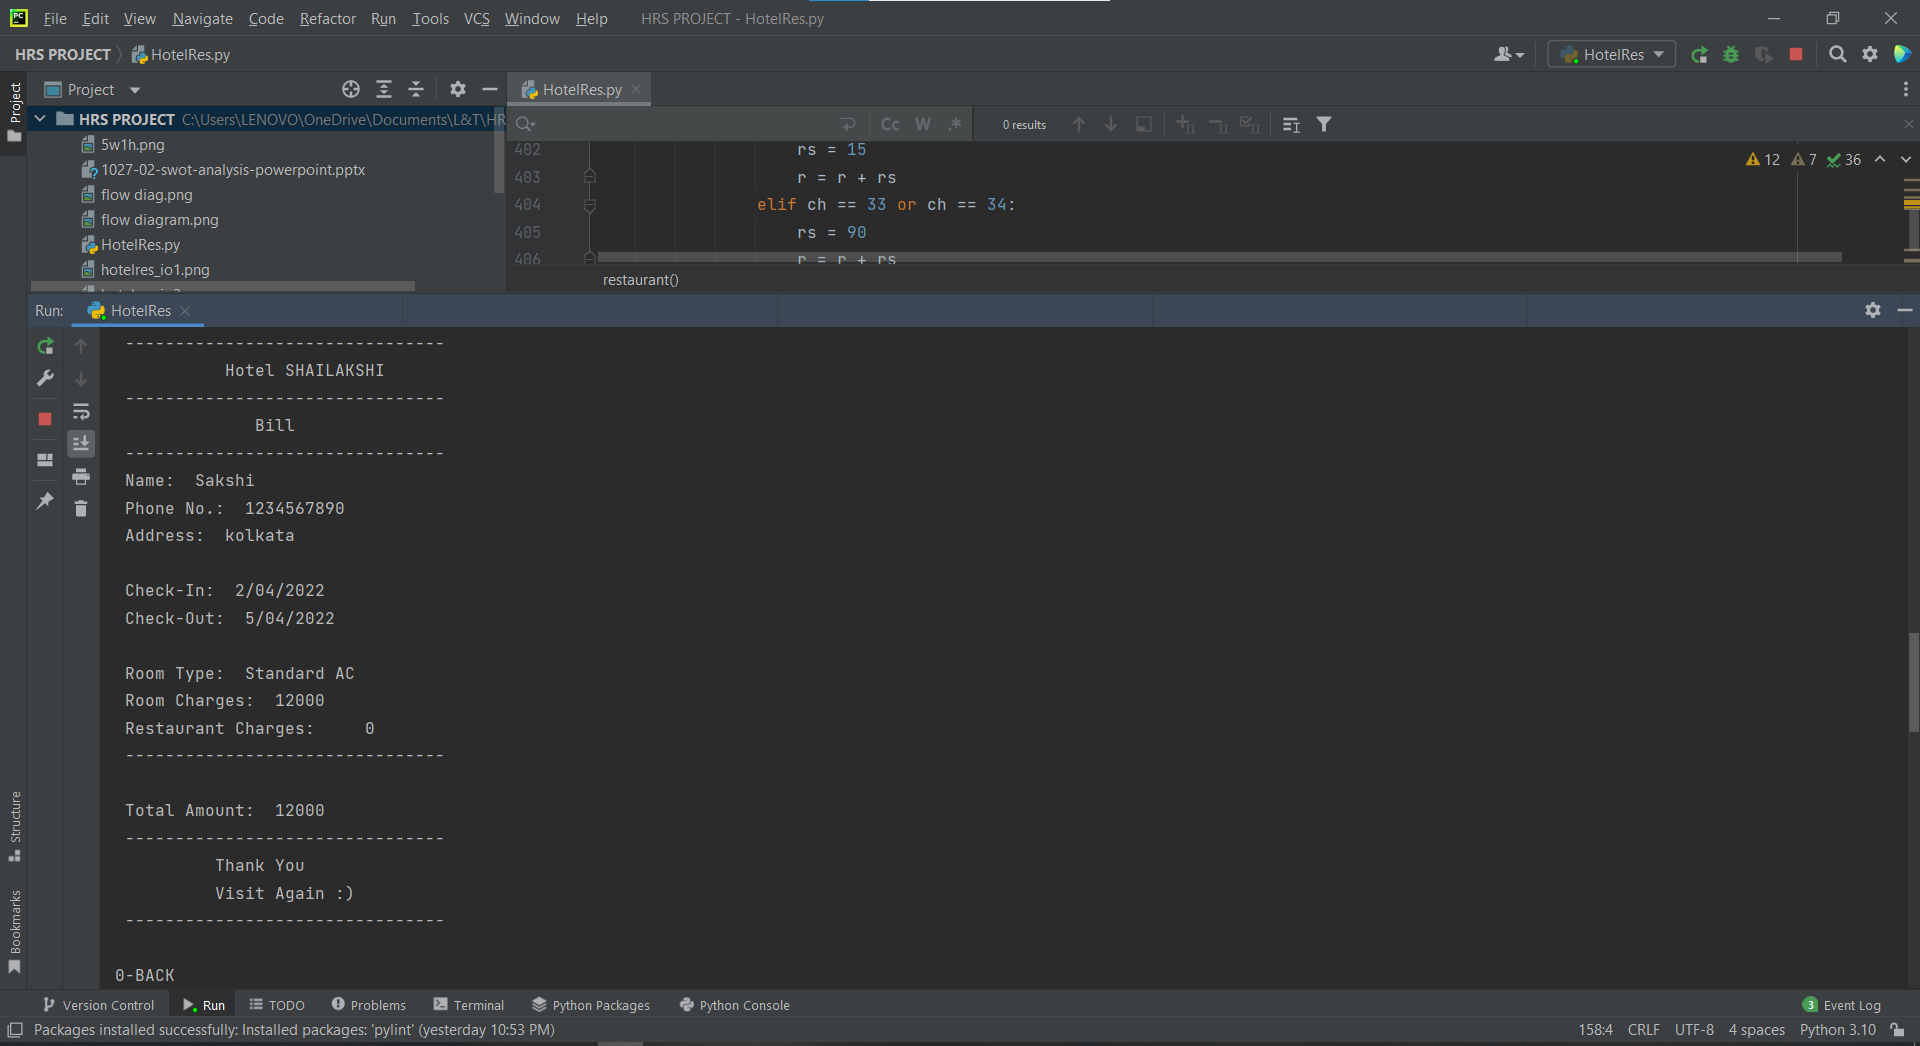 File Edit View Navigate Code Refactor Run Tools VCS Window Help HRS PROJECT - HotelRes.py
HRS PROJECT HotelRes.py HotelRes
Project HotelRes.py
Project
HRS PROJECT C:\Users\LENOVO\OneDrive\Documents\L&T\HR
Cc W .* 0 results
5w1h.png
1027-02-swot-analysis-powerpoint.pptx
flow diag.png
flow diagram.png
HotelRes.py
hotelres_io1.png
402 rs = 15
12 7 36
403 r = r + rs
404 elif ch == 33 or ch == 34:
405 rs = 90
406 r = r + rs
restaurant()
Run: HotelRes
--------------------------------
Hotel SHAILAKSHI
--------------------------------
Bill
--------------------------------
Name: Sakshi
Phone No.: 1234567890
Address: kolkata
Check-In: 2/04/2022
Check-Out: 5/04/2022
Room Type: Standard AC
Room Charges: 12000
Restaurant Charges: 0
--------------------------------
Total Amount: 12000
--------------------------------
Thank You
Visit Again :)
--------------------------------
0-BACK
Structure
Bookmarks
Version Control Run TODO Problems Terminal Python Packages Python Console 3 Event Log
Packages installed successfully: Installed packages: 'pylint' (yesterday 10:53 PM) 158:4 CRLF UTF-8 4 spaces Python 3.10